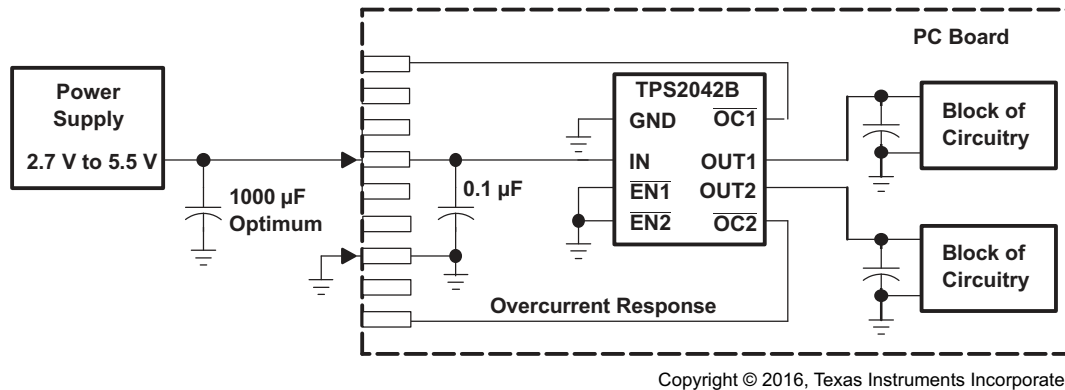 PC Board
Power
Supply
2.7 V to 5.5 V
1000 µF
Optimum
0.1 µF
TPS2042B
GND
OC1
IN
OUT1
EN1
OUT2
EN2
OC2
Block of
Circuitry
Block of
Circuitry
Overcurrent Response
Copyright © 2016, Texas Instruments Incorporate